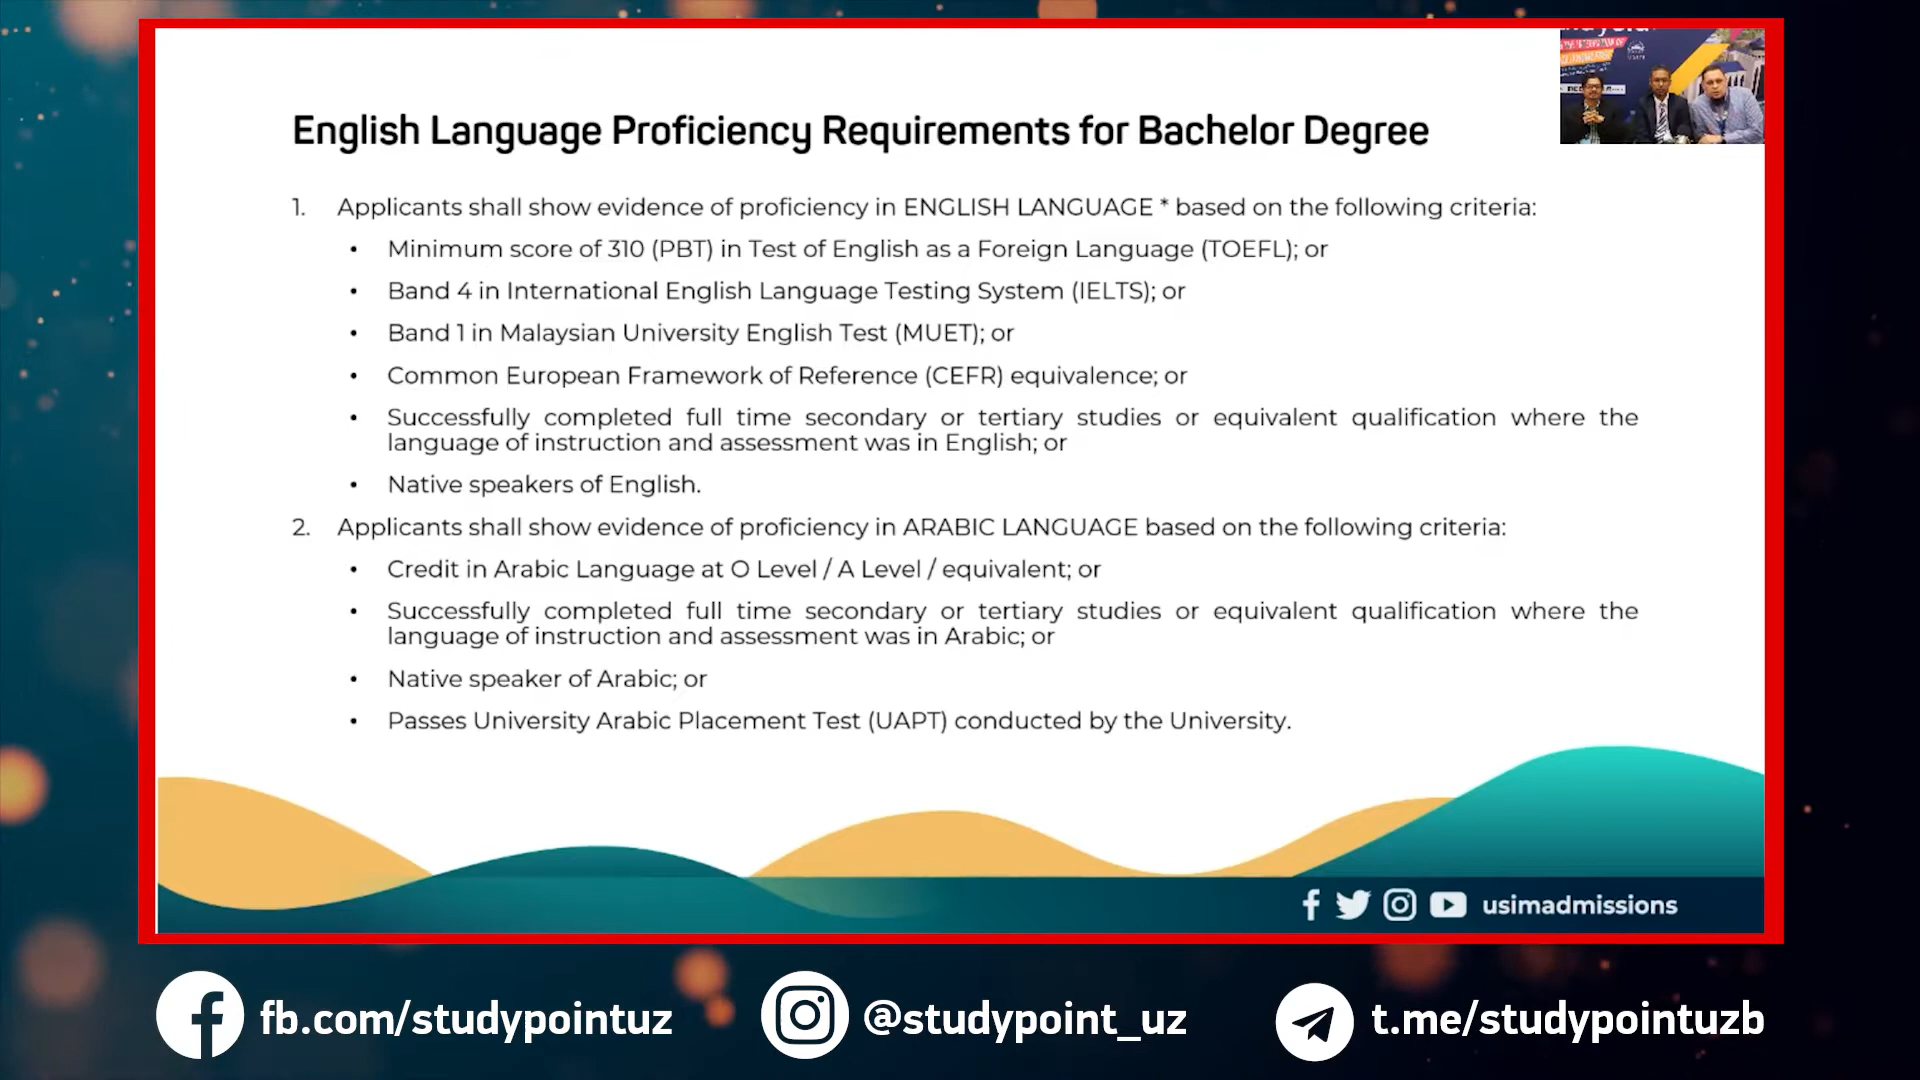 English Language Proficiency Requirements for Bachelor Degree
1. Applicants shall show evidence of proficiency in ENGLISH LANGUAGE * based on the following criteria:
• Minimum score of 310 (PBT) in Test of English as a Foreign Language (TOEFL); or
• Band 4 in International English Language Testing System (IELTS); or
• Band 1 in Malaysian University English Test (MUET); or
• Common European Framework of Reference (CEFR) equivalence; or
• Successfully completed full time secondary or tertiary studies or equivalent qualification where the
language of instruction and assessment was in English; or
• Native speakers of English.
2. Applicants shall show evidence of proficiency in ARABIC LANGUAGE based on the following criteria:
• Credit in Arabic Language at O Level / A Level / equivalent; or
• Successfully completed full time secondary or tertiary studies or equivalent qualification where the
language of instruction and assessment was in Arabic; or
• Native speaker of Arabic; or
• Passes University Arabic Placement Test (UAPT) conducted by the University.
usimadmissions
fb.com/studypointuz
@studypoint_uz
t.me/studypointuzb